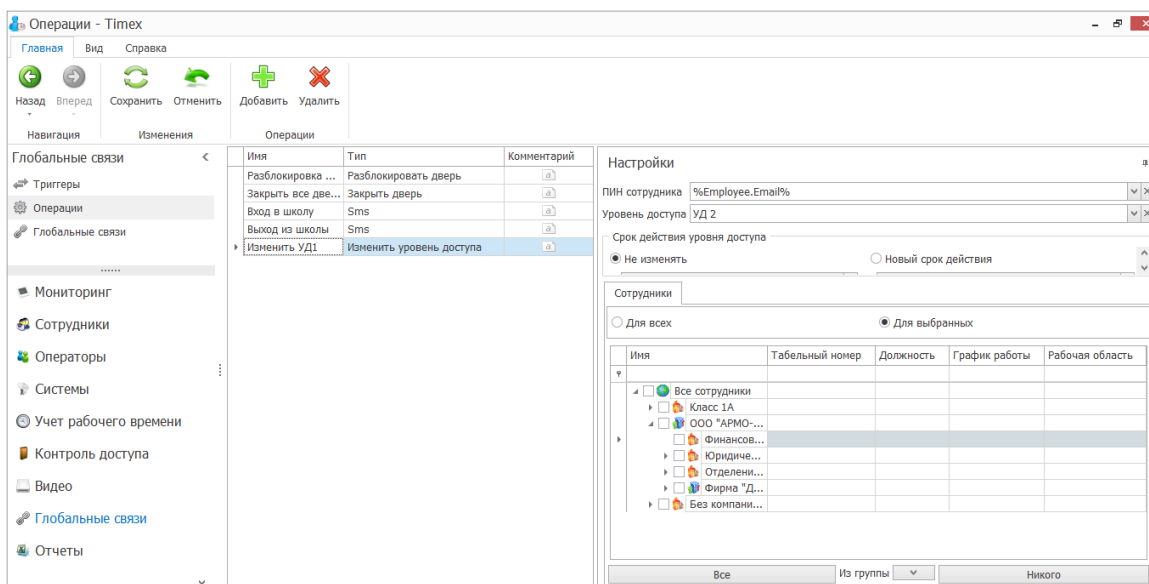 Операции - Timex
Главная Вид Справка
Назад Вперед Сохранить Отменить Добавить Удалить
Навигация Изменения Операции
Глобальные связи
Триггеры
Операции
Глобальные связи
Мониторинг
Сотрудники
Операторы
Системы
Учет рабочего времени
Контроль доступа
Видео
Глобальные связи
Отчеты
Имя Тип Комментарий
Разблокировка ... Разблокировать дверь a
Закрыть все две... Закрыть дверь a
Вход в школу Sms a
Выход из школы Sms a
Изменить УД1 Изменить уровень доступа a
Настройки
ПИН сотрудника %Employee.Email%
Уровень доступа УД 2
Срок действия уровня доступа
Не изменять Новый срок действия
Сотрудники
Для всех Для выбранных
Имя Табельный номер Должность График работы Рабочая область
Все сотрудники
Класс 1А
ООО "АРМО-...
Финансов...
Юридиче...
Отделени...
Фирма "Д...
Без компани...
Все Из группы Никого